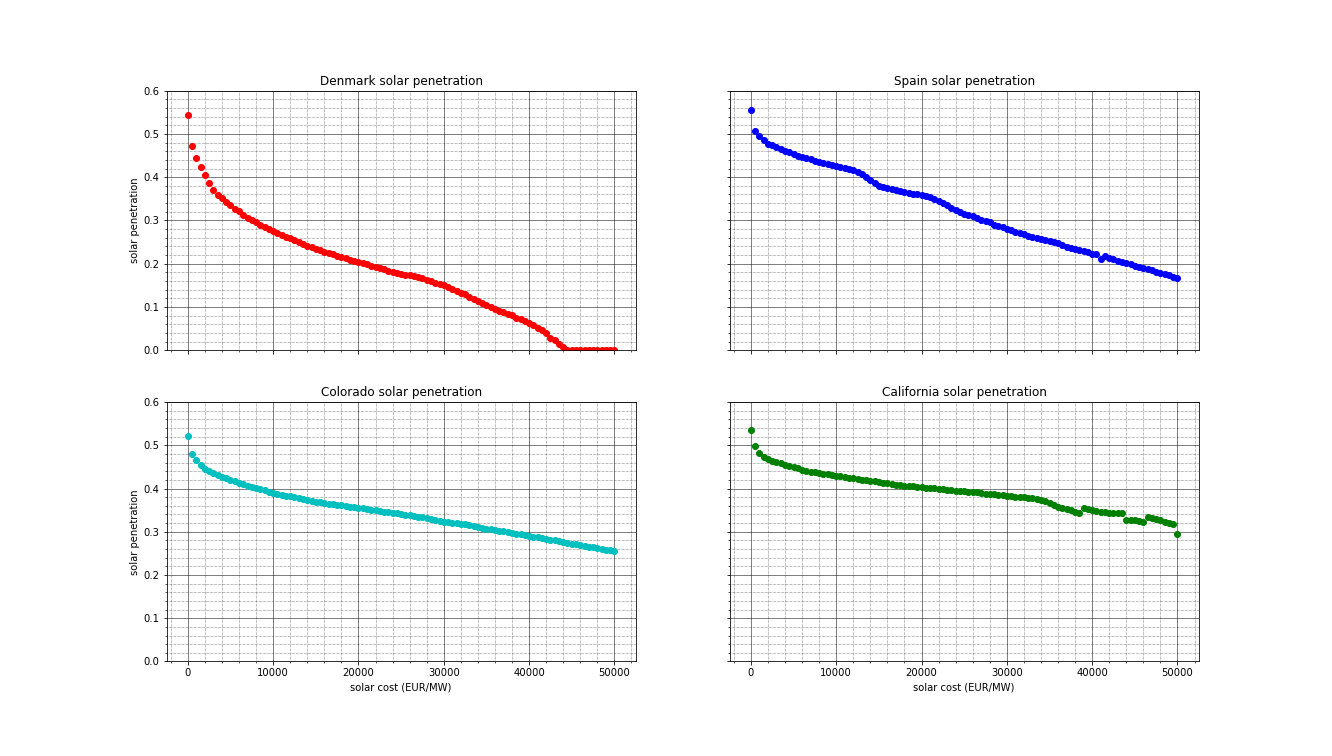 Denmark solar penetration
0.6
0.5
0.4
0.3
0.2
0.1
0.0
solar penetration
Spain solar penetration
Colorado solar penetration
0.6
0.5
0.4
0.3
0.2
0.1
0.0
solar penetration
0 10000 20000 30000 40000 50000
solar cost (EUR/MW)
California solar penetration
0 10000 20000 30000 40000 50000
solar cost (EUR/MW)